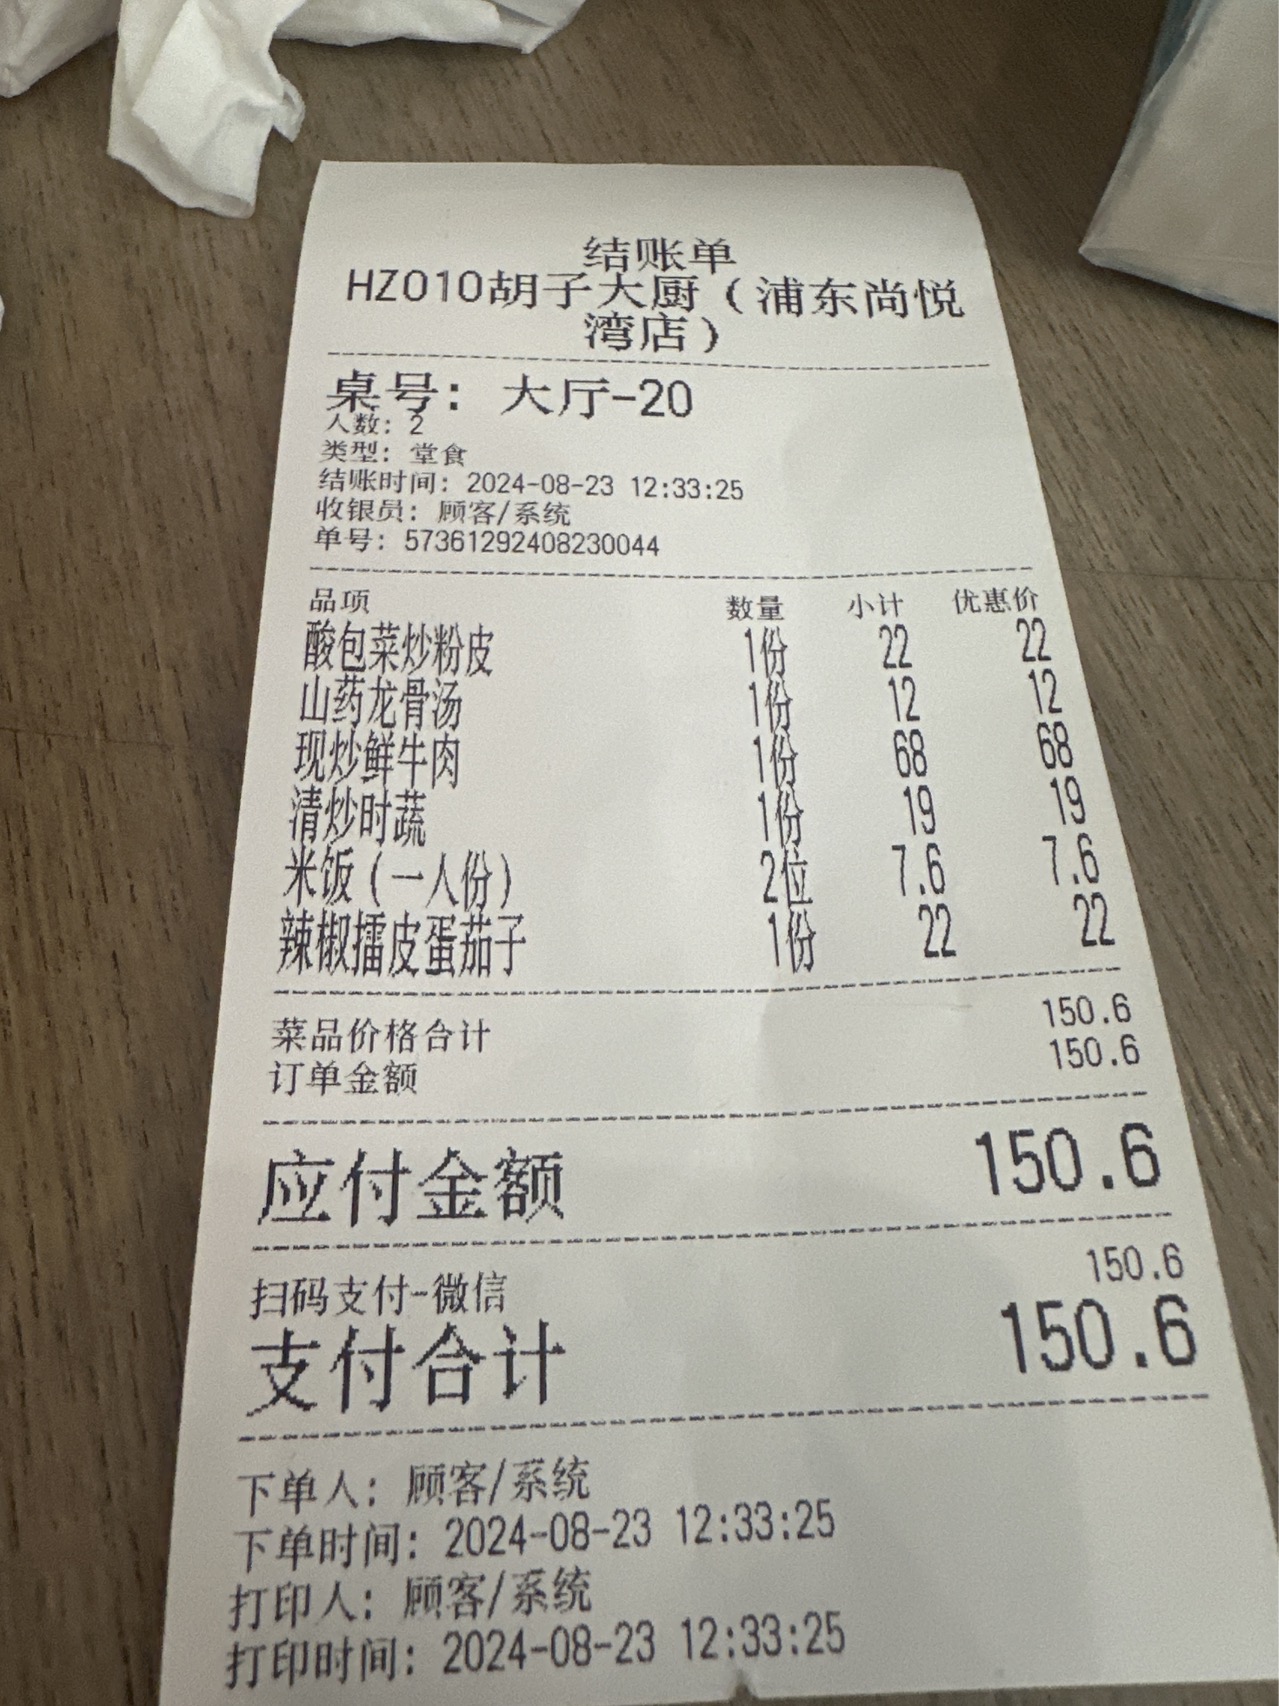 结账单
HZ010胡子大厨（浦东尚悦
湾店）
桌号：大厅-20
人数：2
类型：堂食
结账时间：2024-08-23 12:33:25
收银员：顾客/系统
单号：57361292408230044
品项 数量 小计 优惠价
酸包菜炒粉皮 1份 22 22
山药龙骨汤 1份 12 12
现炒鲜牛肉 1份 68 68
清炒时蔬 1份 19 19
米饭（一人份） 2位 7.6 7.6
辣椒擂皮蛋茄子 1份 22 22
菜品价格合计 150.6
订单金额 150.6
应付金额 150.6
扫码支付-微信 150.6
支付合计 150.6
下单人：顾客/系统
下单时间：2024-08-23 12:33:25
打印人：顾客/系统
打印时间：2024-08-23 12:33:25